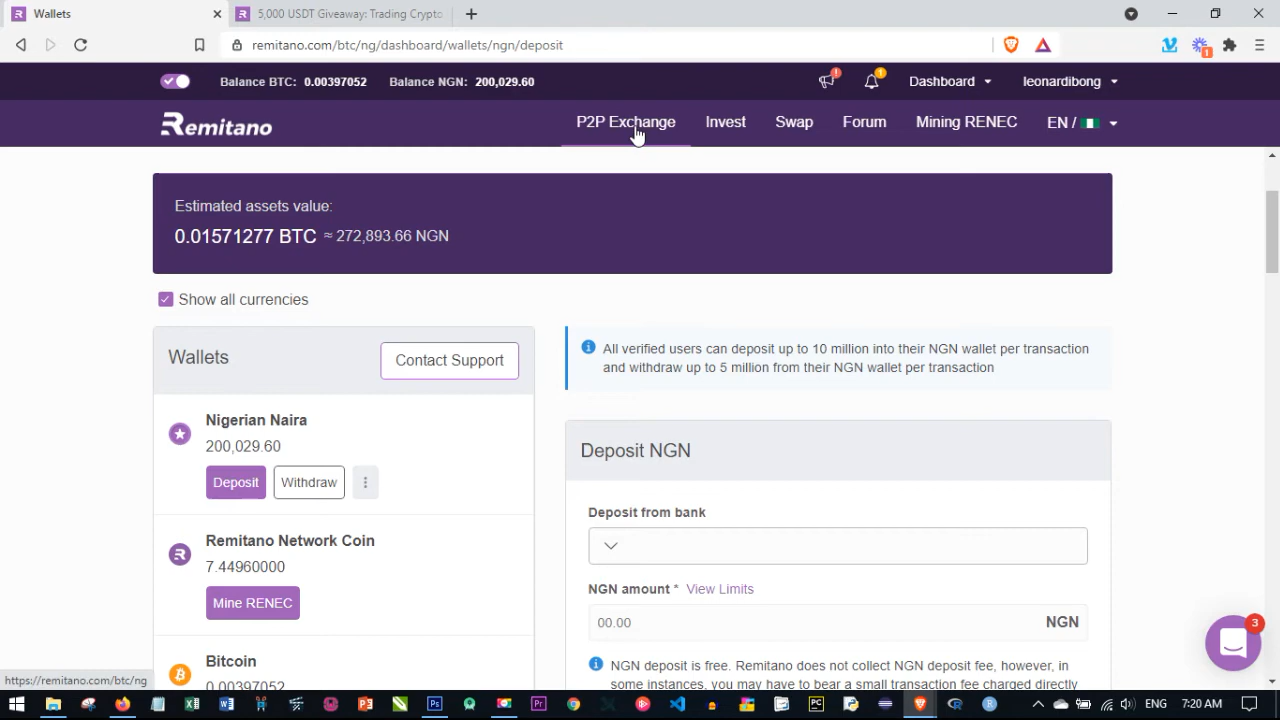 Wallets
5,000 USDT Giveaway: Trading Crypto
remitano.com/btc/ng/dashboard/wallets/ngn/deposit
1
Balance BTC: 0.00397052 Balance NGN: 200,029.60
! 1 Dashboard leonardibong
Remitano P2P Exchange Invest Swap Forum Mining RENEC EN /
Estimated assets value:
0.01571277 BTC ≈ 272,893.66 NGN
Show all currencies
Wallets
Contact Support
Nigerian Naira
200,029.60
Deposit Withdraw
Remitano Network Coin
7.44960000
Mine RENEC
Bitcoin
0.00397052
All verified users can deposit up to 10 million into their NGN wallet per transaction
and withdraw up to 5 million from their NGN wallet per transaction
Deposit NGN
Deposit from bank
NGN amount * View Limits
00.00 NGN
NGN deposit is free. Remitano does not collect NGN deposit fee, however, in
some instances, you may have to bear a small transaction fee charged directly
3
https://remitano.com/btc/ng
ENG 7:20 AM